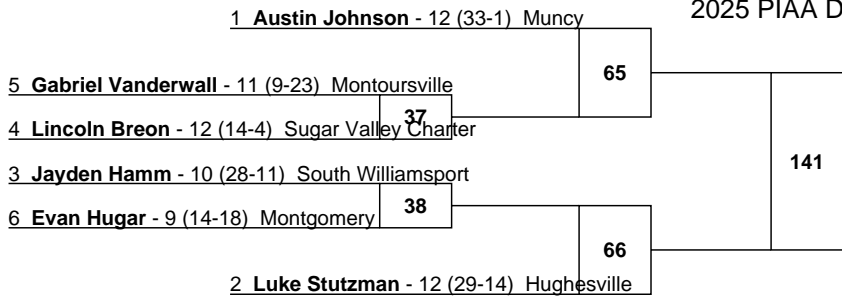 2025 PIAA D
1 Austin Johnson - 12 (33-1) Muncy
65
5 Gabriel Vanderwall - 11 (9-23) Montoursville
37
4 Lincoln Breon - 12 (14-4) Sugar Valley Charter
141
3 Jayden Hamm - 10 (28-11) South Williamsport
38
6 Evan Hugar - 9 (14-18) Montgomery
66
2 Luke Stutzman - 12 (29-14) Hughesville